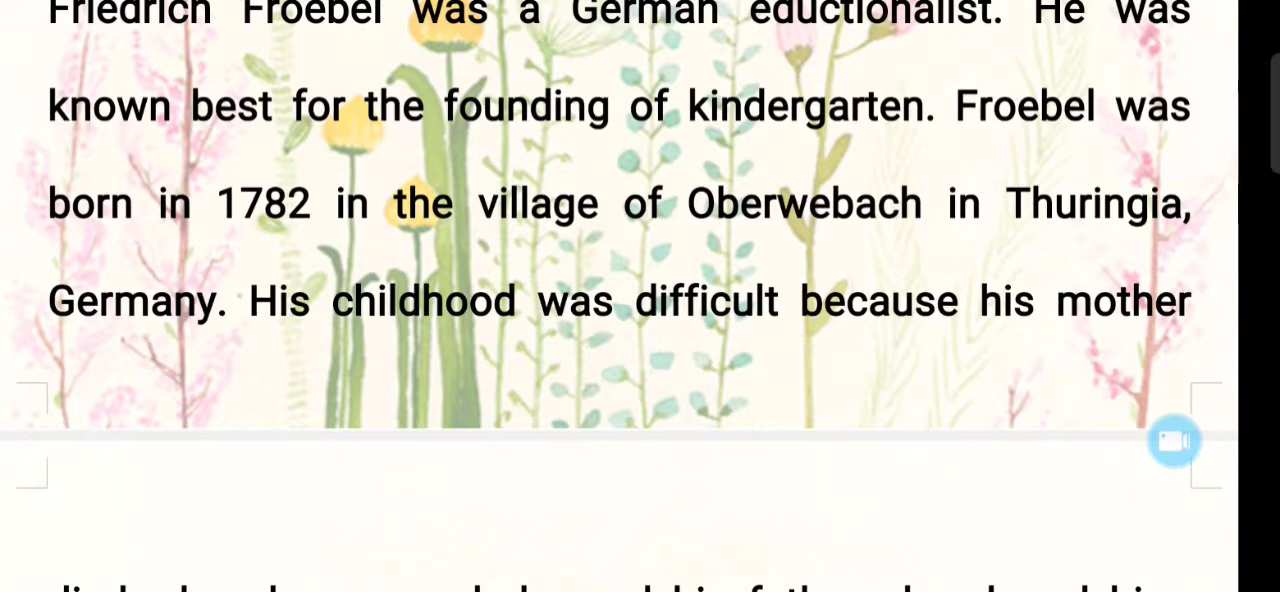 Friedrich Froebel was a German eductionalist. He was
known best for the founding of kindergarten. Froebel was
born in 1782 in the village of Oberwebach in Thuringia,
Germany. His childhood was difficult because his mother